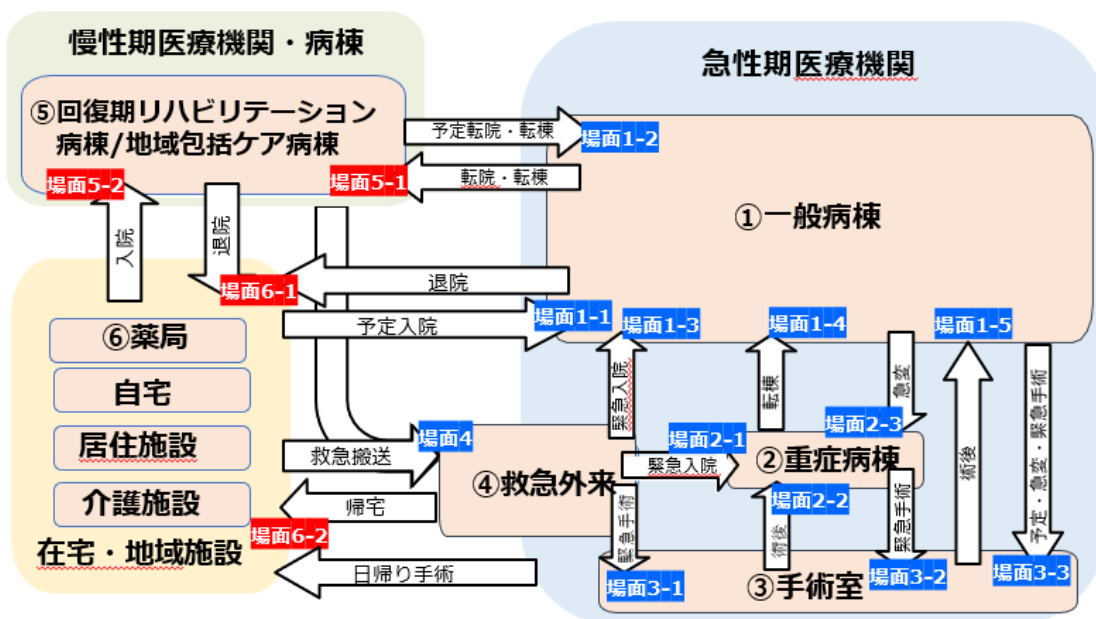 慢性期医療機関・病棟
急性期医療機関
⑤回復期リハビリテーション
病棟/地域包括ケア病棟
予定転院・転棟
場面1-2
転院・転棟
場面5-1
場面5-2
①一般病棟
入院
退院
場面6-1
退院
予定入院
場面1-1
場面1-3
場面1-4
場面1-5
⑥薬局
自宅
居住施設
介護施設
在宅・地域施設
緊急入院
転棟
急変
術後
予定・急変・緊急手術
救急搬送
場面4
場面2-1
場面2-3
④救急外来
緊急入院
②重症病棟
帰宅
場面6-2
緊急手術
場面2-2
術後
緊急手術
日帰り手術
場面3-1
③手術室
場面3-2
場面3-3